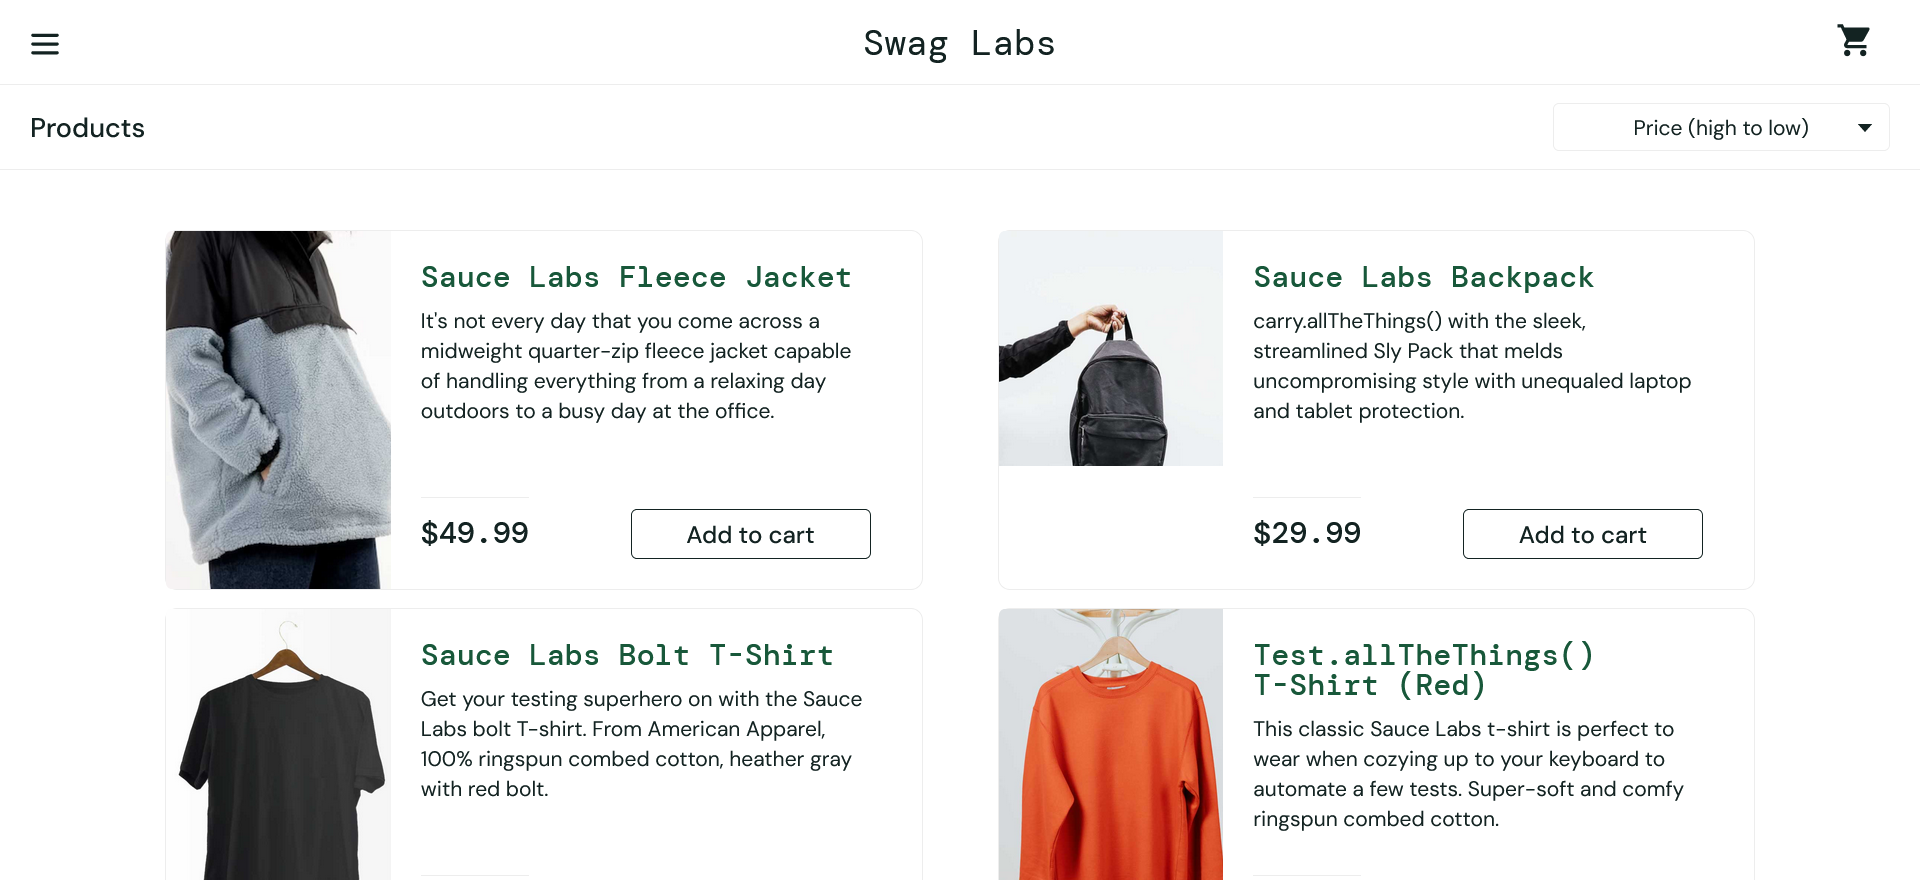 Swag Labs
Products
Price (high to low)
Sauce Labs Fleece Jacket
It's not every day that you come across a
midweight quarter-zip fleece jacket capable
of handling everything from a relaxing day
outdoors to a busy day at the office.
$49.99
Add to cart
Sauce Labs Backpack
carry.allTheThings() with the sleek,
streamlined Sly Pack that melds
uncompromising style with unequaled laptop
and tablet protection.
$29.99
Add to cart
Sauce Labs Bolt T-Shirt
Get your testing superhero on with the Sauce
Labs bolt T-shirt. From American Apparel,
100% ringspun combed cotton, heather gray
with red bolt.
Test.allTheThings()
T-Shirt (Red)
This classic Sauce Labs t-shirt is perfect to
wear when cozying up to your keyboard to
automate a few tests. Super-soft and comfy
ringspun combed cotton.